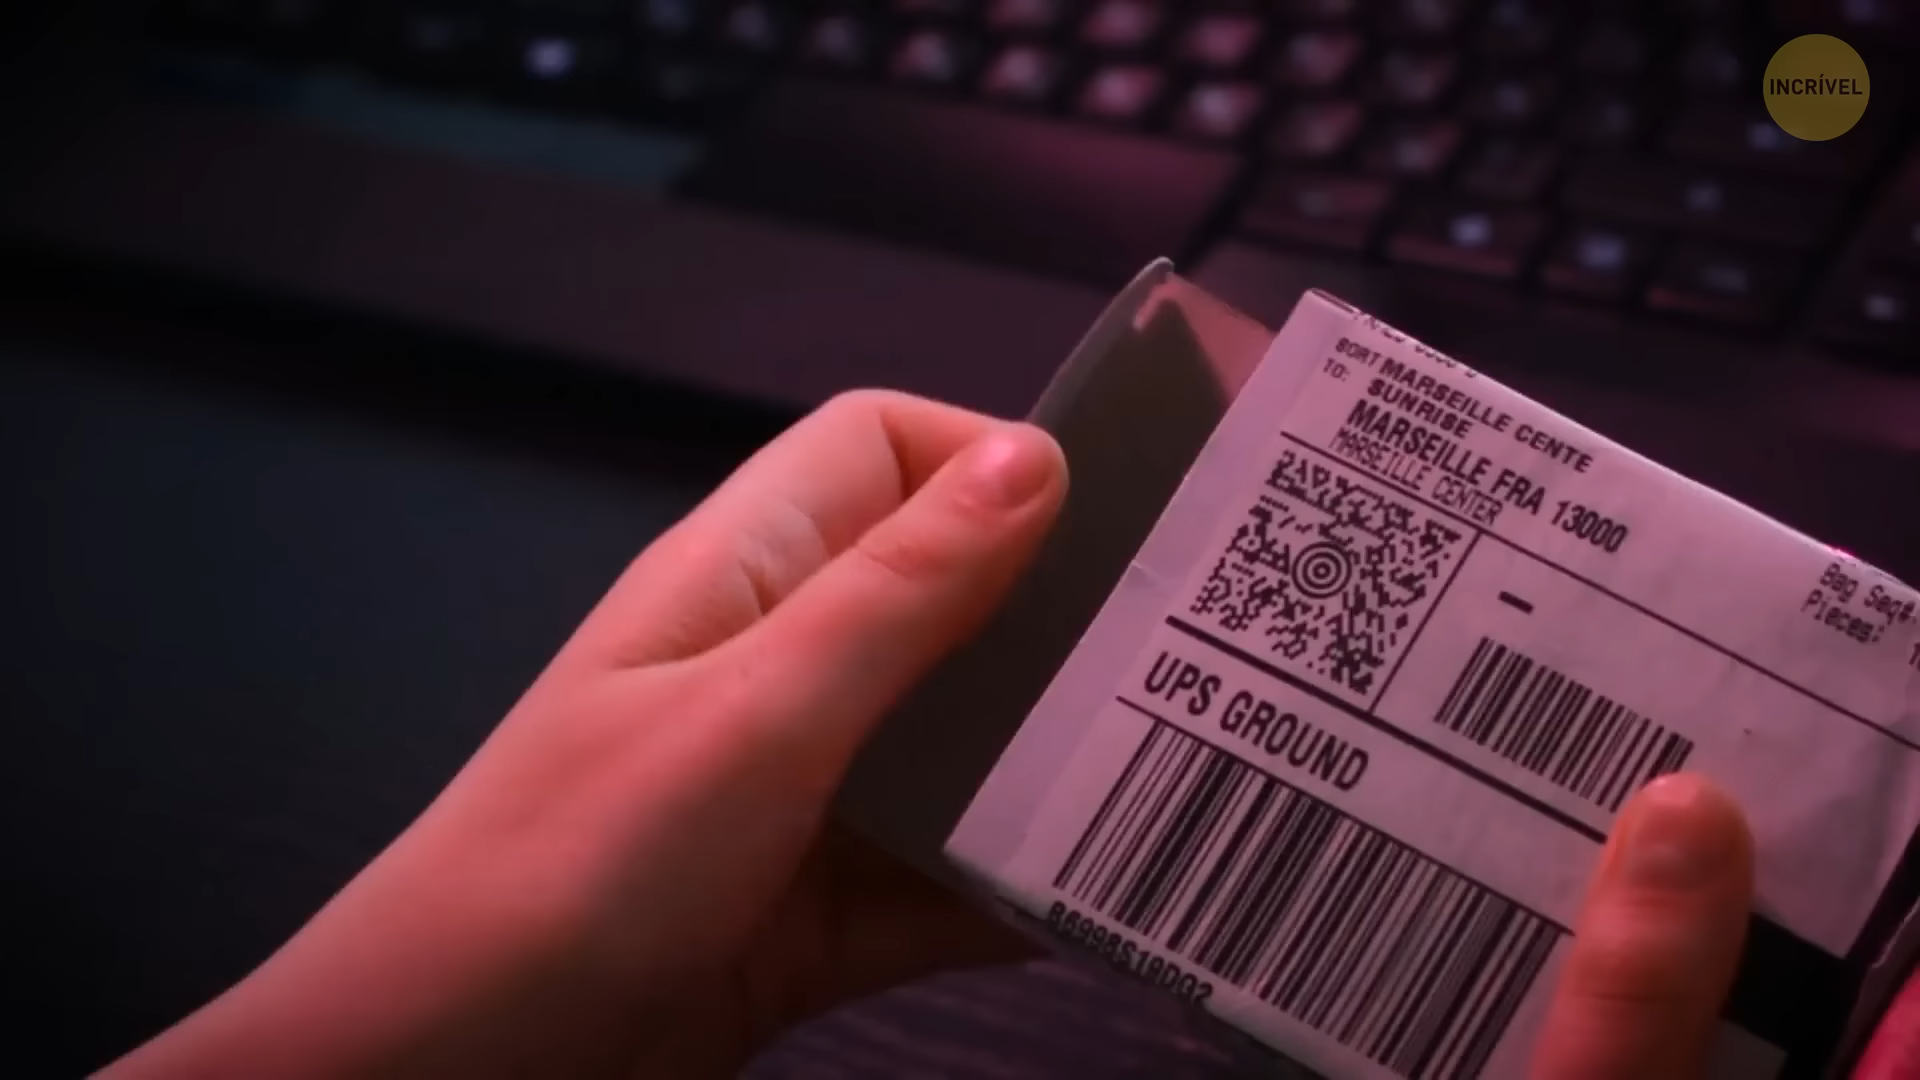 INCRÍVEL
SORT MARSEILLE CENTE
TO: SUNRISE
MARSEILLE FRA 13000
MARSEILLE CENTER
Bag Seq#:
Pieces:
UPS GROUND